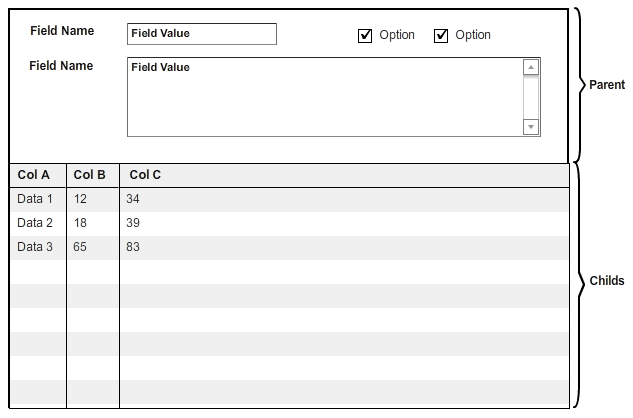 Field Name Field Value Option Option
Field Name Field Value
Parent
Col A Col B Col C
Data 1 12 34
Data 2 18 39
Data 3 65 83
Childs